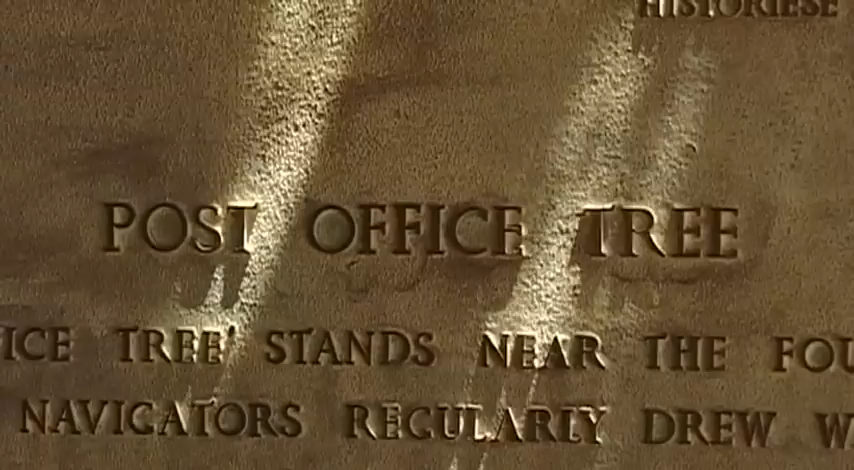 HISTORIESE
POST OFFICE TREE
ICE TREE' STANDS NEAR THE FOU
NAVIGATORS REGULARLY DREW W